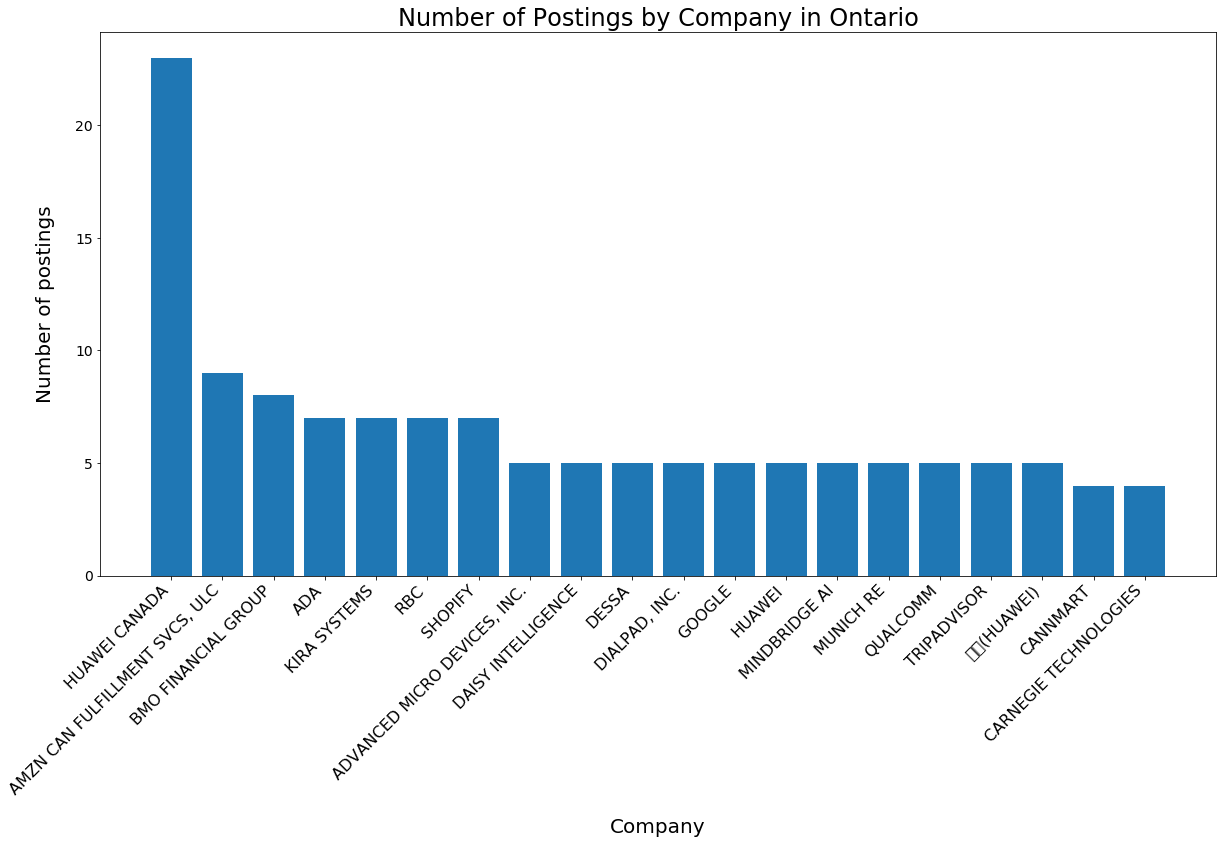 Number of Postings by Company in Ontario
Number of postings
20
15
10
5
0
HUAWEI CANADA
AMZN CAN FULFILLMENT SVCS, ULC
BMO FINANCIAL GROUP
ADA
KIRA SYSTEMS
RBC
SHOPIFY
ADVANCED MICRO DEVICES, INC.
DAISY INTELLIGENCE
DESSA
DIALPAD, INC.
GOOGLE
HUAWEI
MINDBRIDGE AI
MUNICH RE
QUALCOMM
TRIPADVISOR
(HUAWEI)
CANNMART
CARNEGIE TECHNOLOGIES
Company